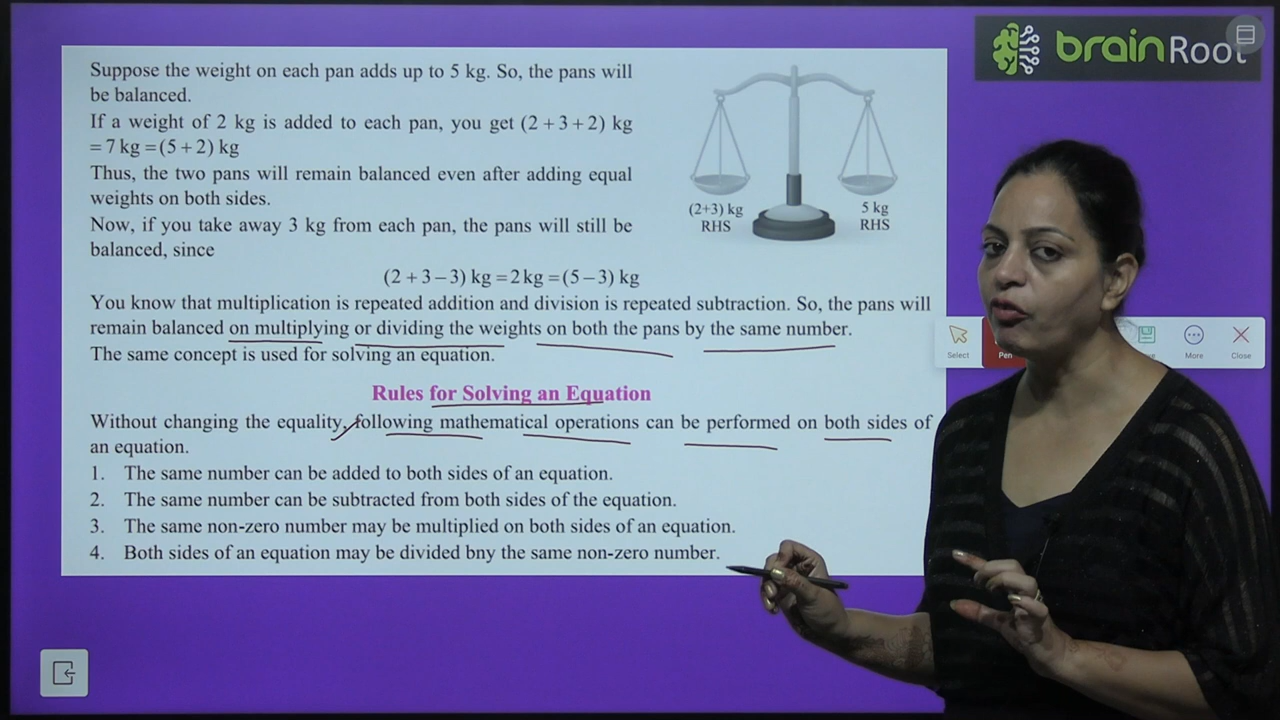 brainRoot
Suppose the weight on each pan adds up to 5 kg. So, the pans will
be balanced.
If a weight of 2 kg is added to each pan, you get (2 + 3 + 2) kg
= 7 kg = (5 + 2) kg
Thus, the two pans will remain balanced even after adding equal
weights on both sides.
Now, if you take away 3 kg from each pan, the pans will still be
balanced, since
(2+3) kg
RHS
5 kg
RHS
(2 + 3 – 3) kg = 2 kg = (5 – 3) kg
You know that multiplication is repeated addition and division is repeated subtraction. So, the pans will
remain balanced on multiplying or dividing the weights on both the pans by the same number.
The same concept is used for solving an equation.
Select
Pen
More
Close
Rules for Solving an Equation
Without changing the equality, following mathematical operations can be performed on both sides of
an equation.
1. The same number can be added to both sides of an equation.
2. The same number can be subtracted from both sides of the equation.
3. The same non-zero number may be multiplied on both sides of an equation.
4. Both sides of an equation may be divided bny the same non-zero number.